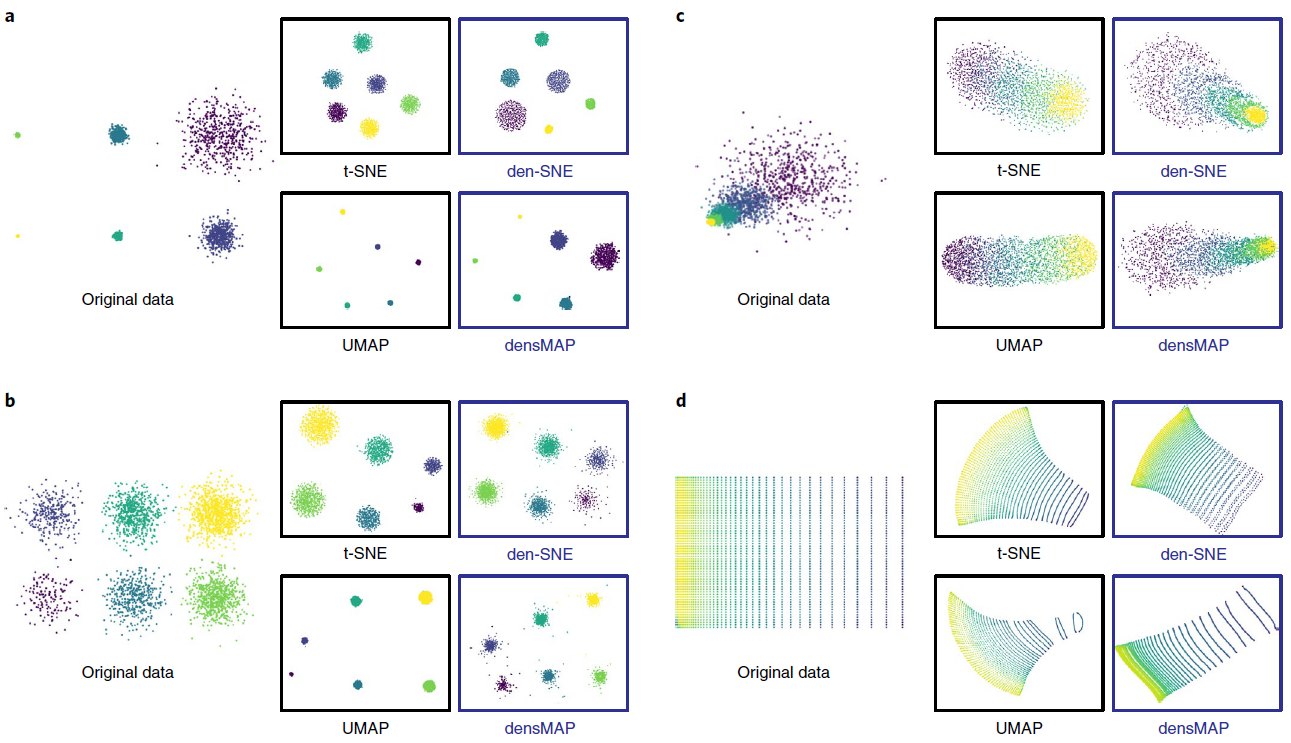 a
t-SNE
den-SNE
Original data
UMAP
densMAP
c
t-SNE
den-SNE
Original data
UMAP
densMAP
b
t-SNE
den-SNE
Original data
UMAP
densMAP
d
t-SNE
den-SNE
Original data
UMAP
densMAP